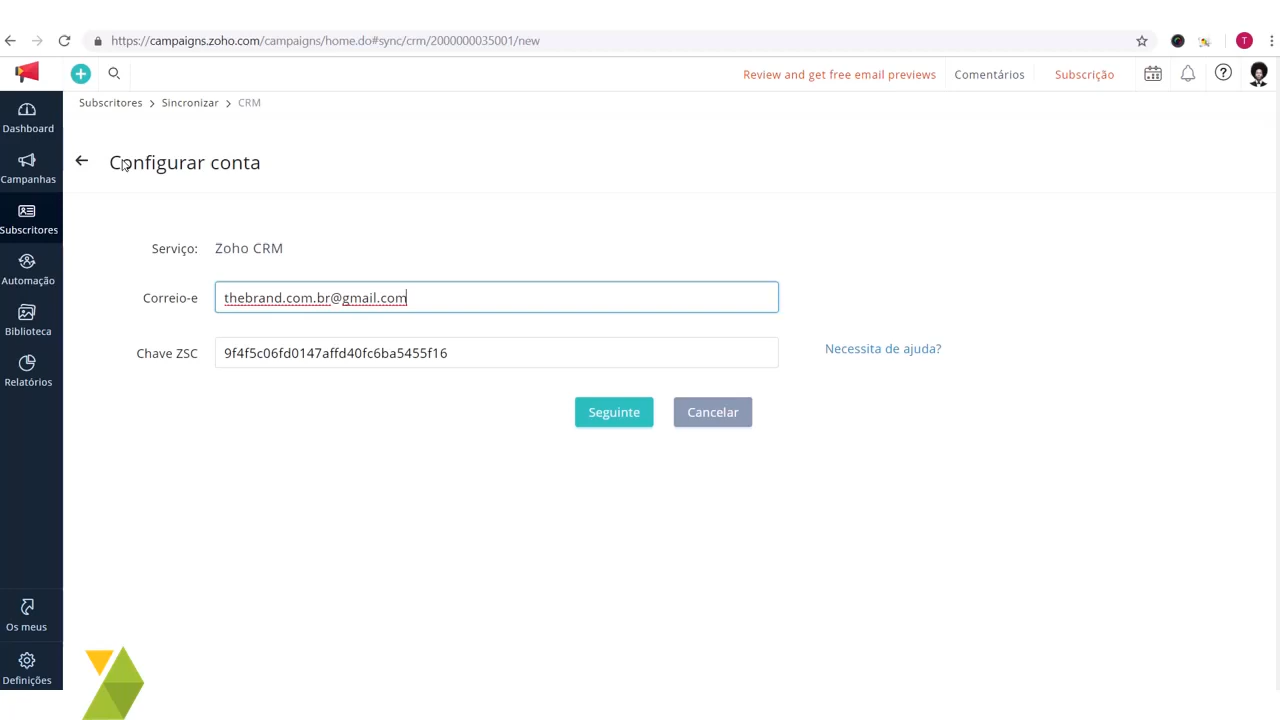 https://campaigns.zoho.com/campaigns/home.do#sync/crm/2000000035001/new
T
Review and get free email previews
Comentários
Subscrição
Subscritores > Sincronizar > CRM
Dashboard
Campanhas
Subscritores
Automação
Biblioteca
Relatórios
Os meus
Definições
Configurar conta
Serviço: Zoho CRM
Correio-e thebrand.com.br@gmail.com
Chave ZSC 9f4f5c06fd0147affd40fc6ba5455f16
Necessita de ajuda?
Seguinte Cancelar